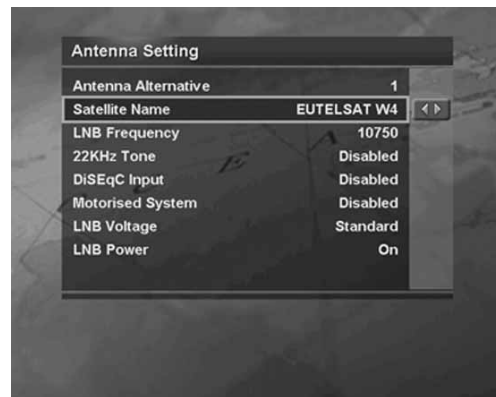 Antenna Setting
Antenna Alternative 1
Satellite Name EUTELSAT W4
LNB Frequency 10750
22KHz Tone Disabled
DiSEqC Input Disabled
Motorised System Disabled
LNB Voltage Standard
LNB Power On